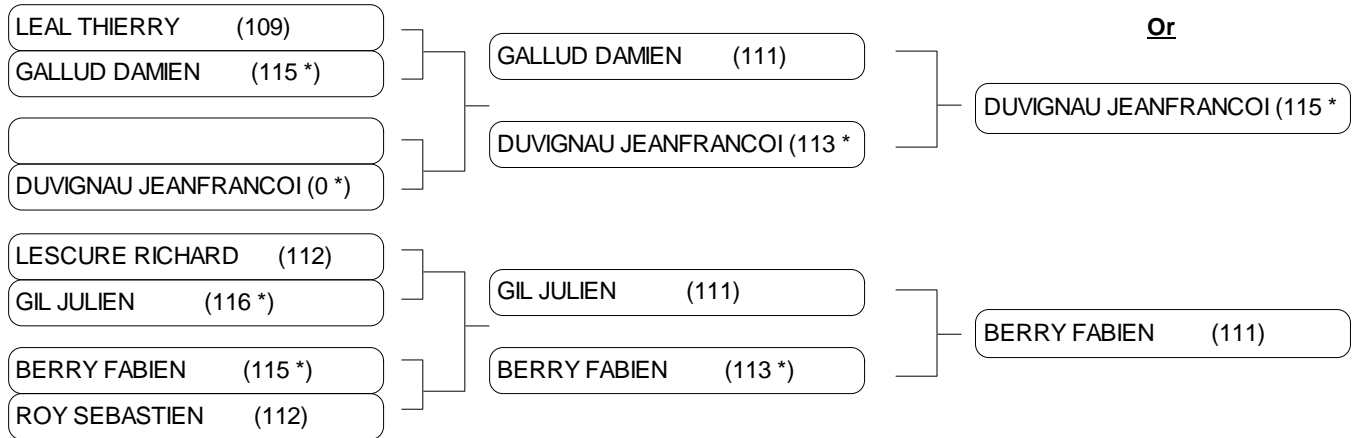 LEAL THIERRY (109)
GALLUD DAMIEN (115 *)
DUVIGNAU JEANFRANCOI (0 *)
LESCURE RICHARD (112)
GIL JULIEN (116 *)
BERRY FABIEN (115 *)
ROY SEBASTIEN (112)
GALLUD DAMIEN (111)
DUVIGNAU JEANFRANCOI (113 *
GIL JULIEN (111)
BERRY FABIEN (113 *)
Or
DUVIGNAU JEANFRANCOI (115 *
BERRY FABIEN (111)